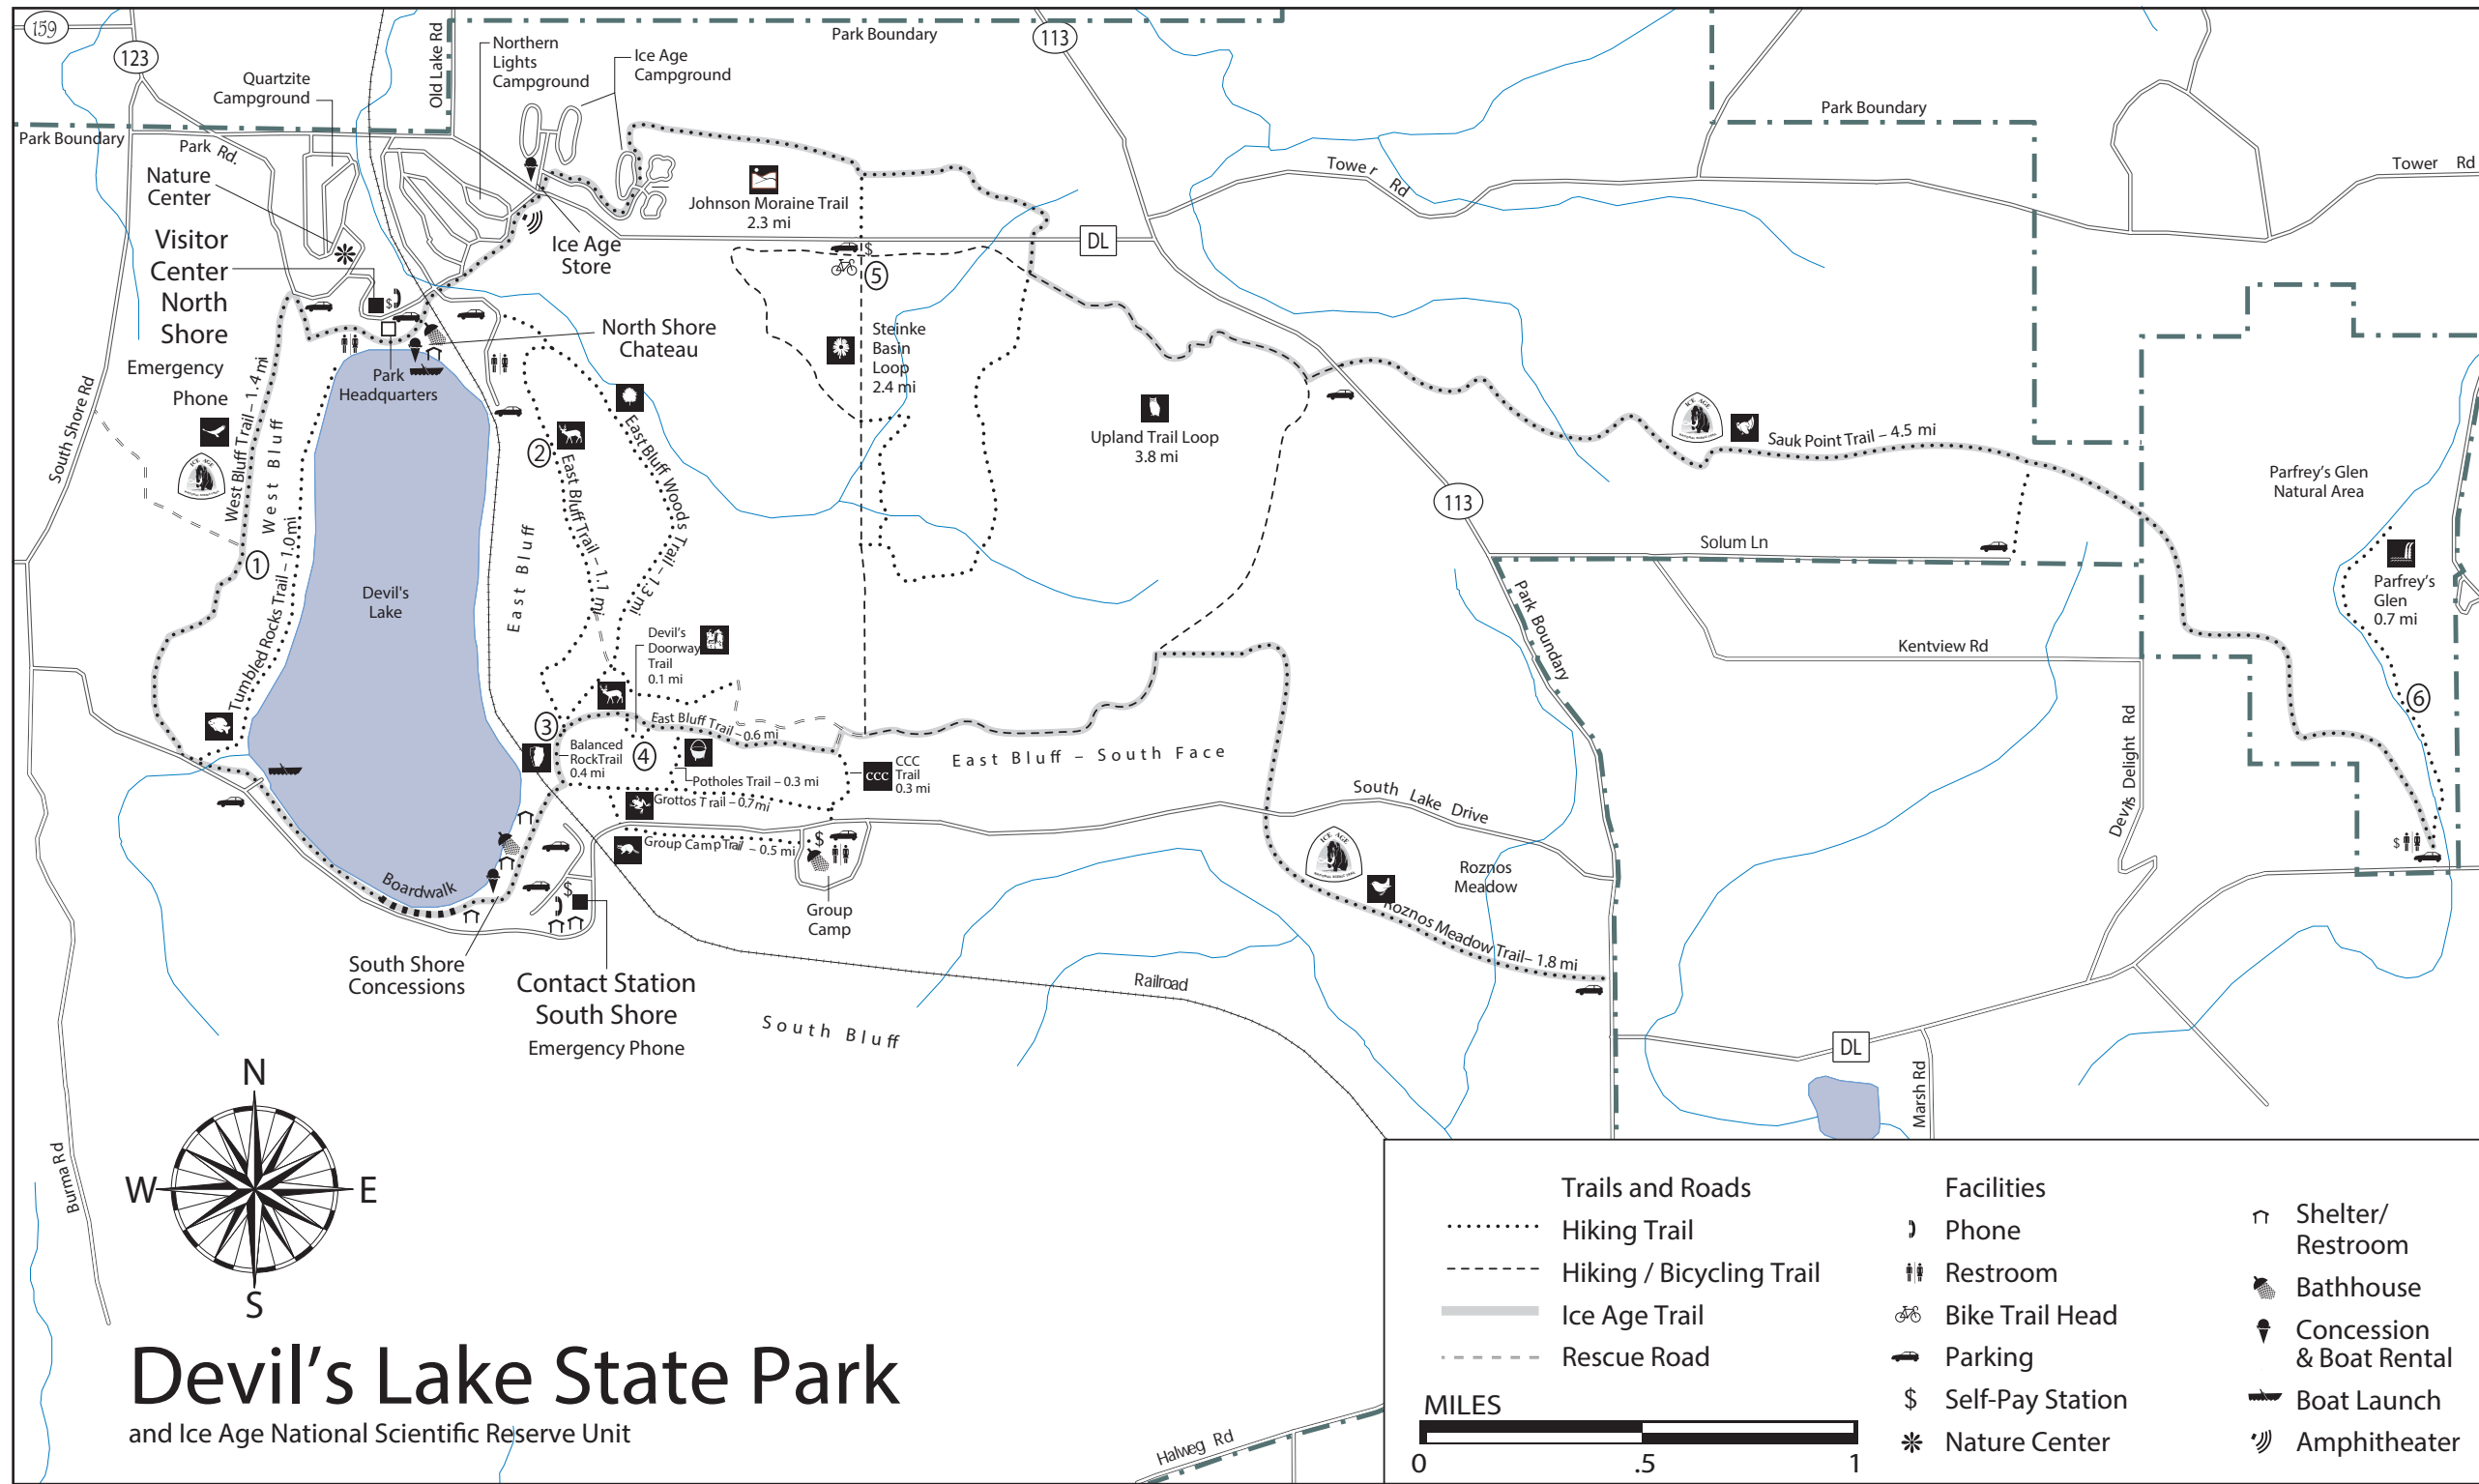 159
123
Old Lake Rd
Northern
Lights
Campground
Ice Age
Campground
Park Boundary
113
Quartzite
Campground
Park Boundary
Park Boundary
Park Rd.
Tower Rd
Tower Rd
Nature
Center
Johnson Moraine Trail
2.3 mi
Visitor
Center
North
Shore
Emergency
Phone
Ice Age
Store
DL
$
5
$
North Shore
Chateau
Steinke
Basin
Loop
2.4 mi
Park
Headquarters
South Shore Rd
West Bluff Trail – 1.4 mi
West Bluff
Tumbled Rocks Trail – 1.0 mi
1
2
East Bluff Trail – 1.1 mi
East Bluff Woods Trail – 1.3 mi
East Bluff
Upland Trail Loop
3.8 mi
ICE AGE
ICE AGE
Sauk Point Trail – 4.5 mi
Parfrey's Glen
Natural Area
113
Solum Ln
Devil's
Lake
Park Boundary
Parfrey's
Glen
0.7 mi
Kentview Rd
Devil's
Doorway
Trail
0.1 mi
6
3
East Bluff Trail – 0.6 mi
Balanced
RockTrail
0.4 mi
4
Potholes Trail – 0.3 mi
CCC
CCC
Trail
0.3 mi
East Bluff – South Face
Grottos Trail – 0.7 mi
South Lake Drive
Devils Delight Rd
Group Camp Trail – 0.5 mi
$
$
ICE AGE
Roznos
Meadow
Boardwalk
$
Group
Camp
Roznos Meadow Trail – 1.8 mi
South Shore
Concessions
Contact Station
South Shore
Emergency Phone
Railroad
South Bluff
DL
Marsh Rd
Burma Rd
N
W
E
S
Devil's Lake State Park
and Ice Age National Scientific Reserve Unit
Halweg Rd
Trails and Roads
Hiking Trail
Hiking / Bicycling Trail
Ice Age Trail
Rescue Road
MILES
0 .5 1
Facilities
Phone
Restroom
Bike Trail Head
Parking
$ Self-Pay Station
Nature Center
Shelter/
Restroom
Bathhouse
Concession
& Boat Rental
Boat Launch
Amphitheater